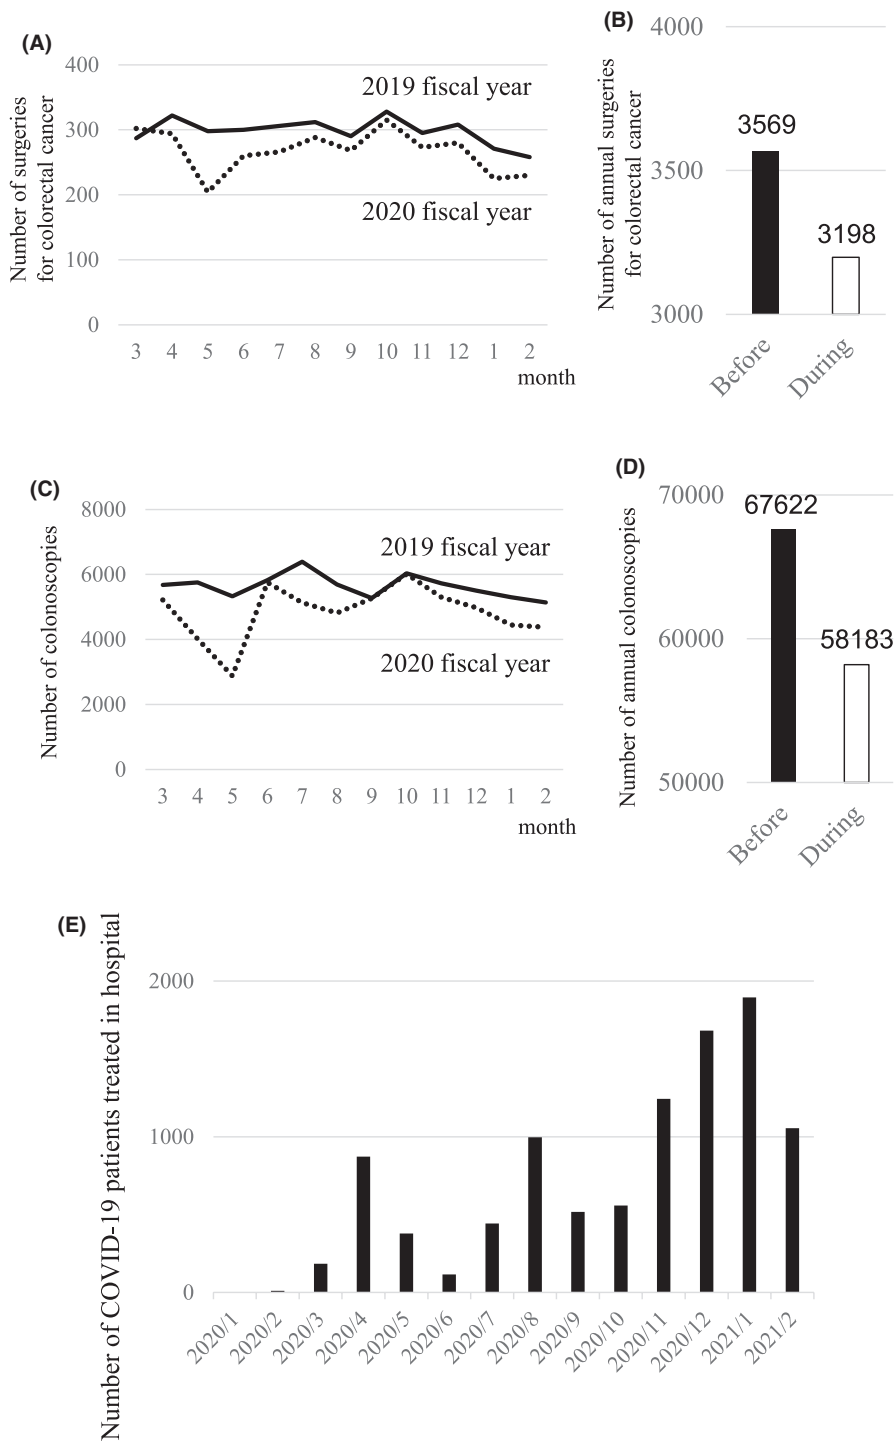 (A)
Number of surgeries
for colorectal cancer
400
300
200
100
0
2019 fiscal year
2020 fiscal year
3 4 5 6 7 8 9 10 11 12 1 2
month
(B)
Number of annual surgeries
for colorectal cancer
4000
3500
3000
3569
3198
Before
During
(C)
Number of colonoscopies
8000
6000
4000
2000
0
2019 fiscal year
2020 fiscal year
3 4 5 6 7 8 9 10 11 12 1 2
month
(D)
Number of annual colonoscopies
70000
60000
50000
67622
58183
Before
During
(E)
Number of COVID-19 patients treated in hospital
2000
1000
0
2020/1
2020/2
2020/3
2020/4
2020/5
2020/6
2020/7
2020/8
2020/9
2020/10
2020/11
2020/12
2021/1
2021/2